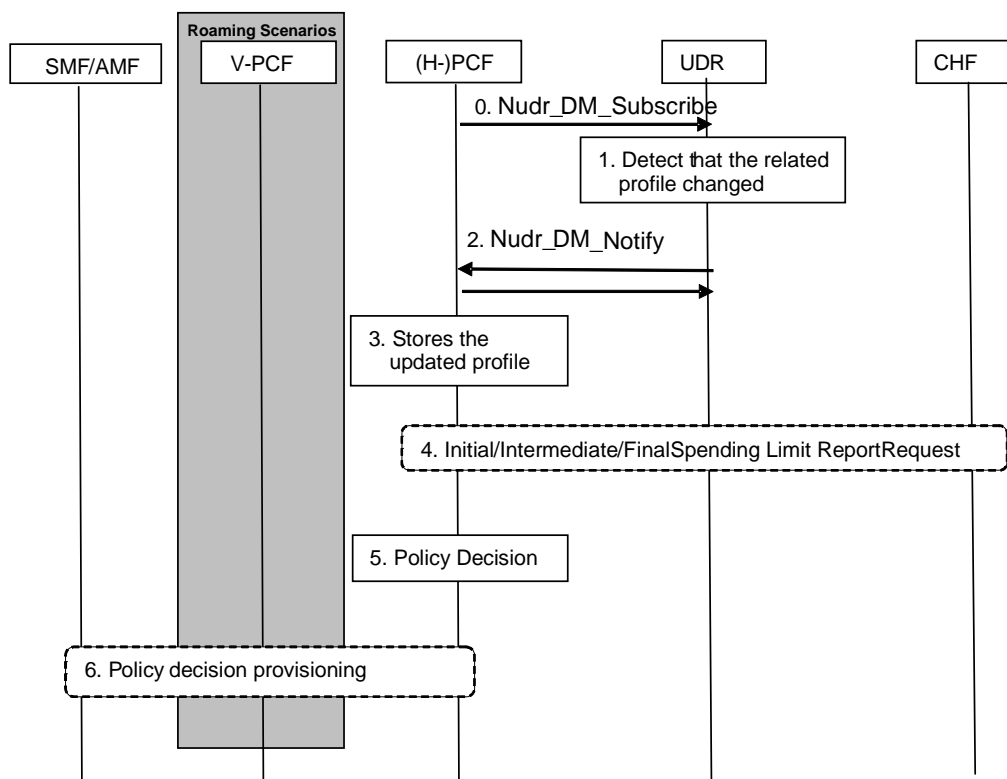 Roaming Scenarios
SMF/AMF
V-PCF
(H-)PCF
UDR
CHF
0. Nudr_DM_Subscribe
1. Detect that the related
profile changed
2. Nudr_DM_Notify
3. Stores the
updated profile
4. Initial/Intermediate/FinalSpending Limit ReportRequest
5. Policy Decision
6. Policy decision provisioning